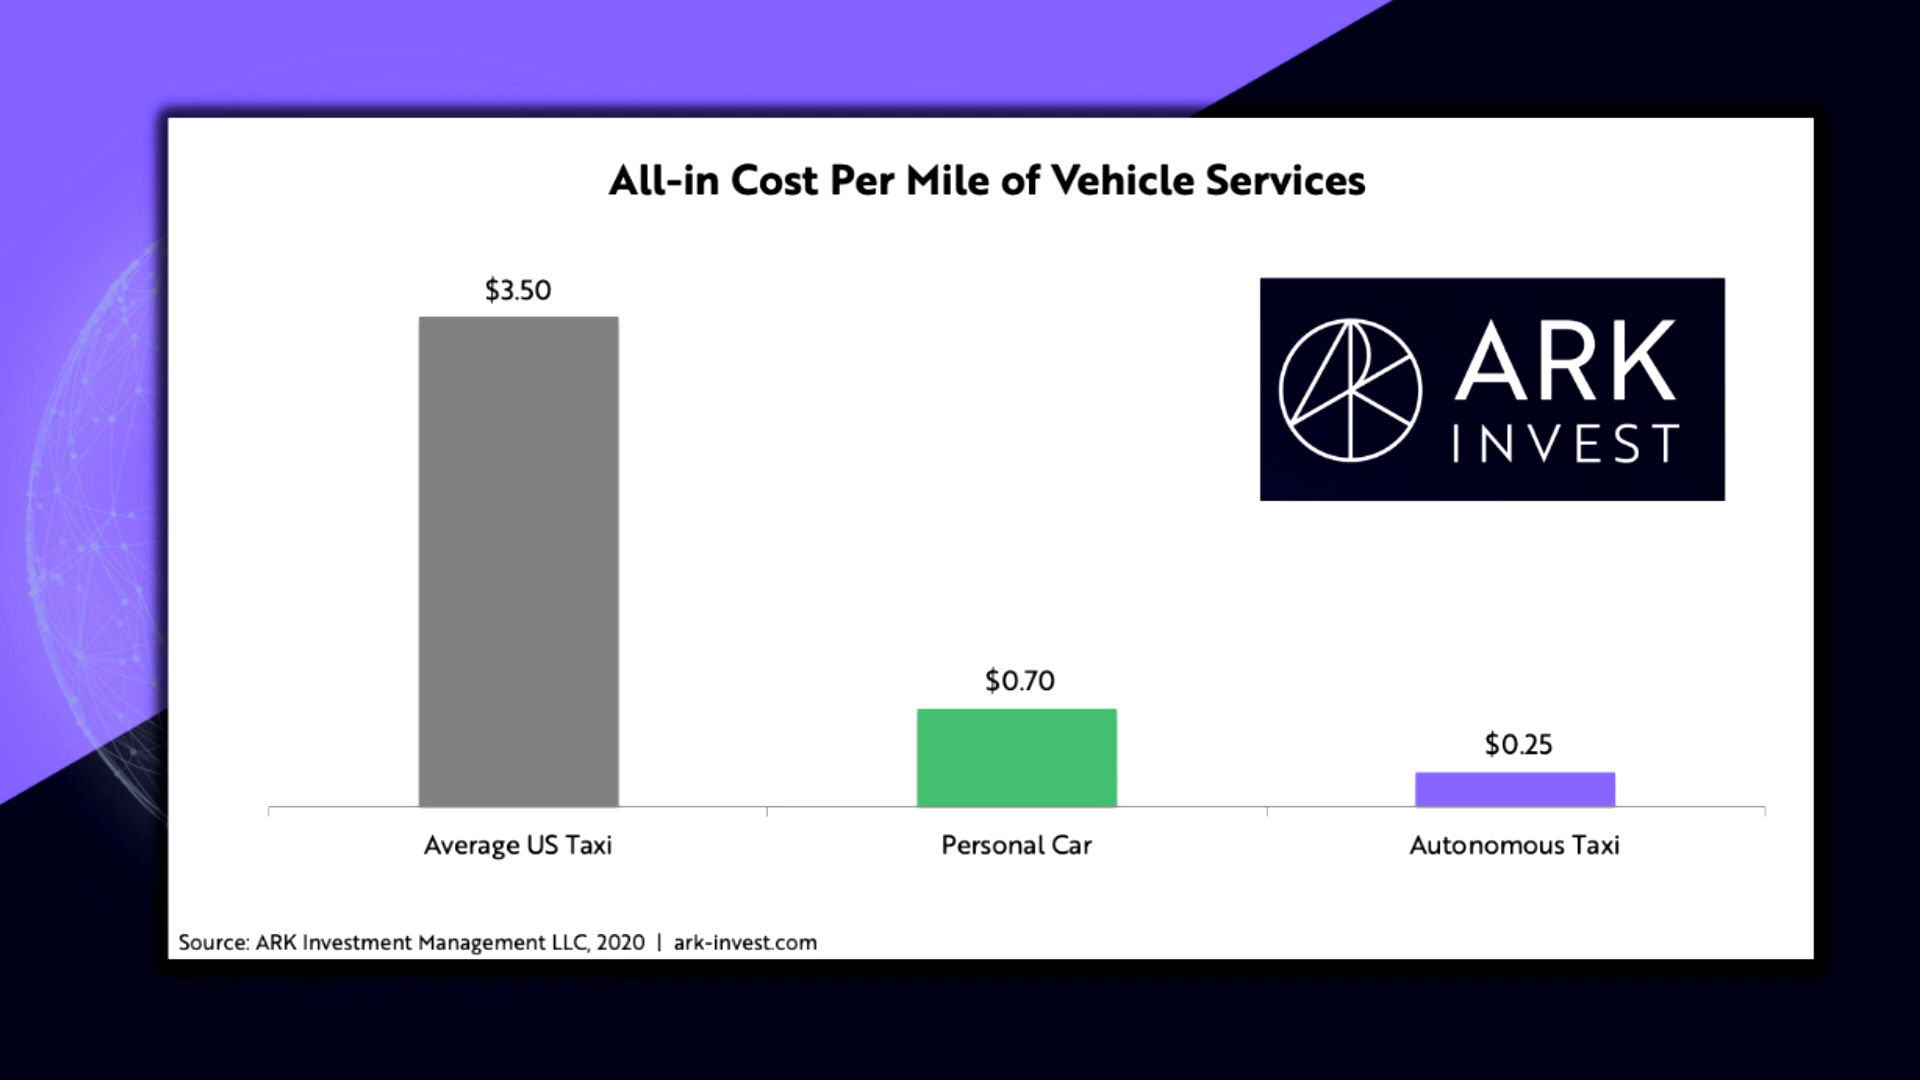 All-in Cost Per Mile of Vehicle Services
$3.50
ARK
INVEST
$0.70
$0.25
Average US Taxi
Personal Car
Autonomous Taxi
Source: ARK Investment Management LLC, 2020 | ark-invest.com